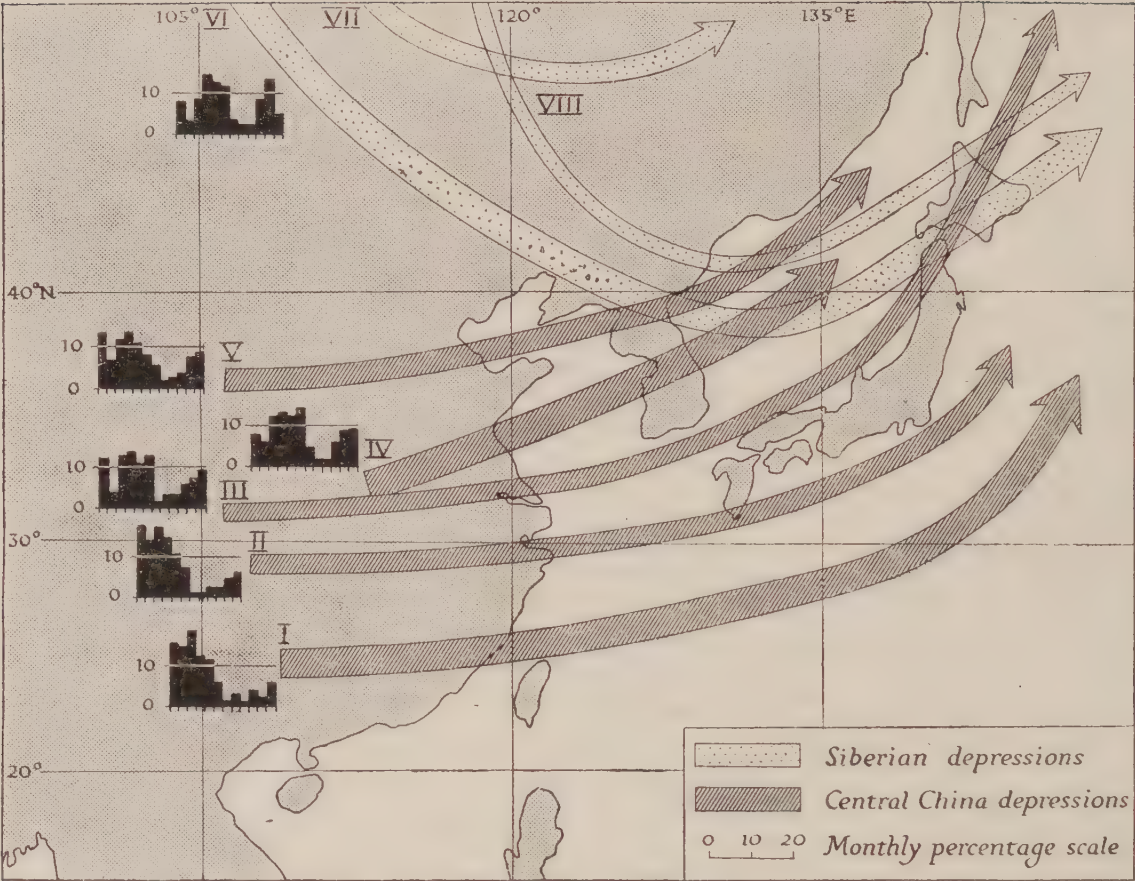 105° VI VII 120° 135°E
10
0
VIII
40°N
10
0
V
10
0
IV
10
0
III
30°
10
0
II
I
10
0
20°
Siberian depressions
Central China depressions
0 10 20 Monthly percentage scale